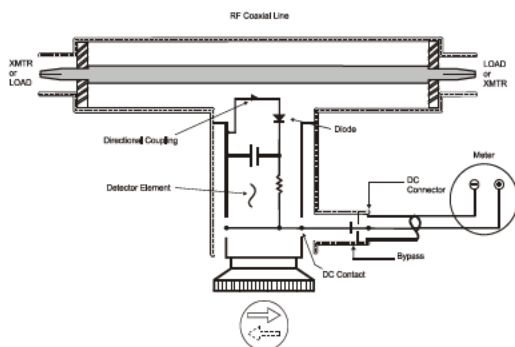 RF Coaxial Line
XMTR
or
LOAD
LOAD
or
XMTR
Directional Coupling
Diode
Meter
Detector Element
DC
Connector
DC Contact
Bypass